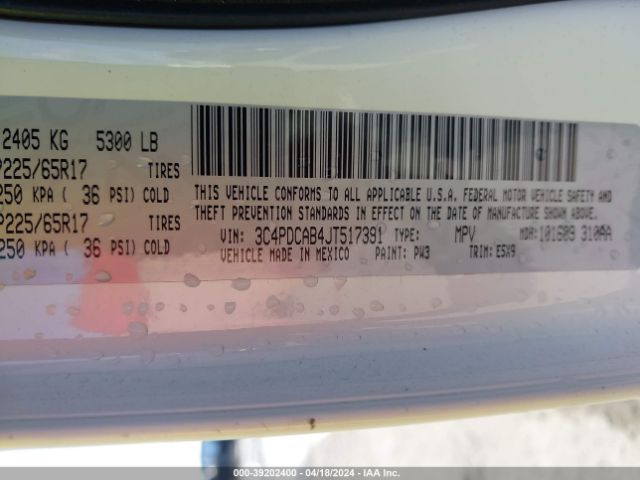 2405 KG 5300 LB
P225/65R17 TIRES
250 KPA ( 36 PSI) COLD
P225/65R17 TIRES
250 KPA ( 36 PSI) COLD
THIS VEHICLE CONFORMS TO ALL APPLICABLE U.S.A. FEDERAL MOTOR VEHICLE SAFETY AND
THEFT PREVENTION STANDARDS IN EFFECT ON THE DATE OF MANUFACTURE SHOWN ABOVE.
VIN: 3C4PDCAB4JT517391 TYPE: MPV MDH: 101609 310AA
VEHICLE MADE IN MEXICO PAINT: PW3 TRIM: E5X9
000-39202400 - 04/18/2024 - IAA Inc.